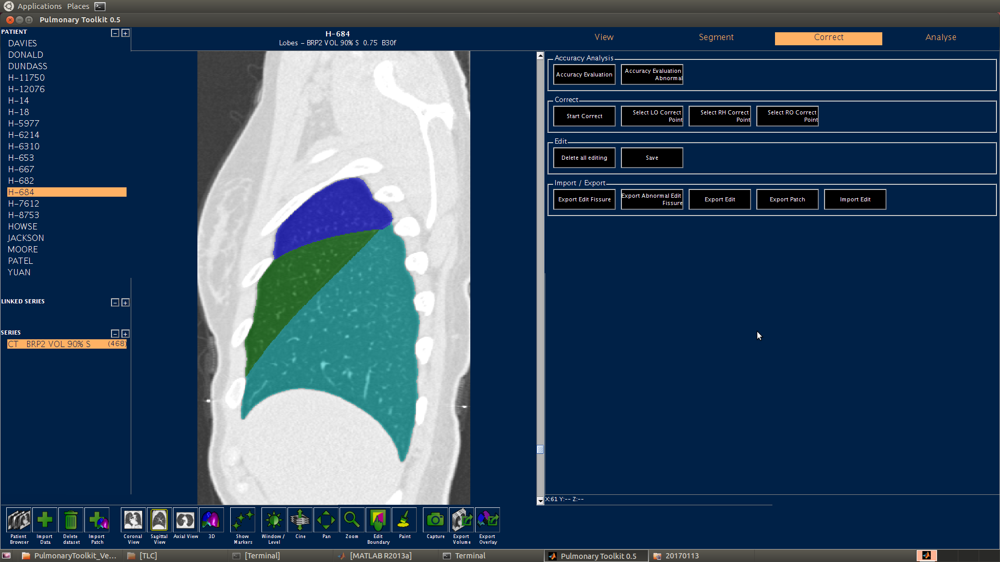 Applications Places
Pulmonary Toolkit 0.5
PATIENT
DAVIES
DONALD
DUNDASS
H-11750
H-12076
H-14
H-18
H-5977
H-6214
H-6310
H-653
H-667
H-682
H-684
H-7612
H-8753
HOWSE
JACKSON
MOORE
PATEL
YUAN
LINKED SERIES
SERIES
CT BRP2 VOL 90% S (468)
H-684
Lobes - BRP2 VOL 90% S 0.75 B30f
View Segment Correct Analyse
Accuracy Analysis
Accuracy Evaluation
Accuracy Evaluation
Abnormal
Correct
Start Correct
Select LO Correct
Point
Select RH Correct
Point
Select RO Correct
Point
Edit
Delete all editing
Save
Import / Export
Export Edit Fissure
Export Abnormal Edit
Fissure
Export Edit
Export Patch
Import Edit
X:61 Y:-- Z:--
Patient
Browser
Import
Data
Delete
dataset
Import
Patch
Coronal
View
Sagittal
View
Axial View
3D
Show
Markers
Window /
Level
Cine
Pan
Zoom
Edit
Boundary
Paint
Capture
Export
Volume
Export
Overlay
PulmonaryToolkit_Ve...
[TLC]
[Terminal]
[MATLAB R2013a]
Terminal
Pulmonary Toolkit 0.5
20170113